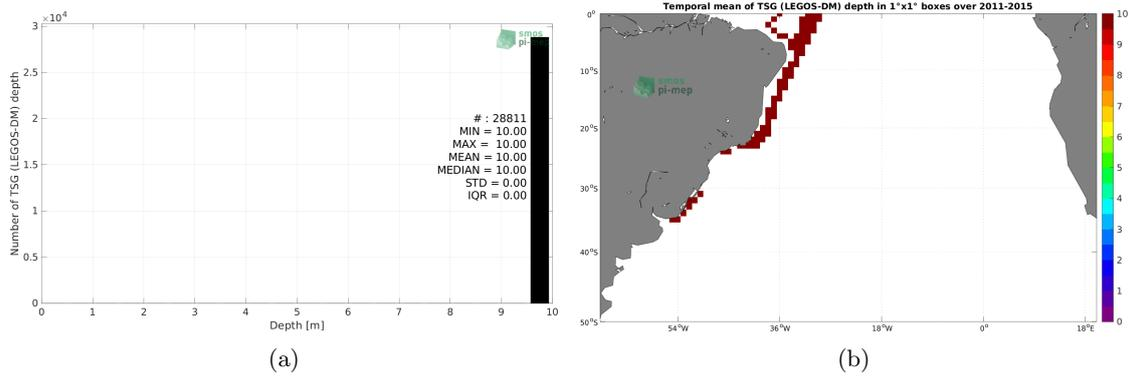 ×10⁴
3
2.5
2
1.5
1
0.5
0
Number of TSG (LEGOS-DM) depth
smos
pi-mep
# : 28811
MIN = 10.00
MAX = 10.00
MEAN = 10.00
MEDIAN = 10.00
STD = 0.00
IQR = 0.00
0 1 2 3 4 5 6 7 8 9 10
Depth [m]
(a)
Temporal mean of TSG (LEGOS-DM) depth in 1°x1° boxes over 2011-2015
0°
10°S
20°S
30°S
40°S
50°S
smos
pi-mep
54°W 36°W 18°W 0° 18°E
10
9
8
7
6
5
4
3
2
1
0
(b)